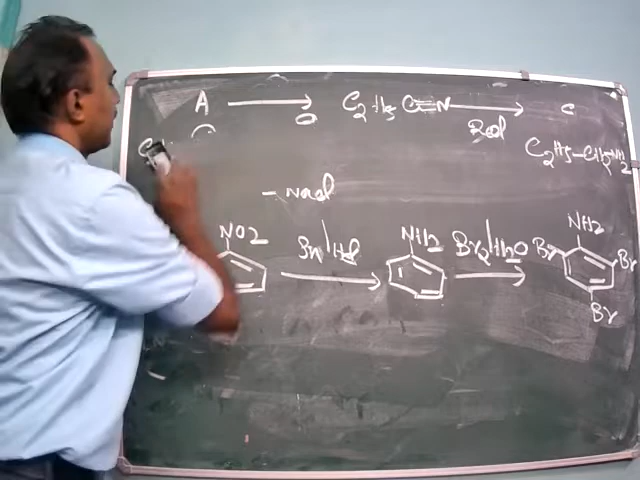 A → C₂H₅ C≡N → C
O Red
C₂H₅-CH₂NH₂
- Nacl
NO2 Sn/Hcl NH₂ Br₂/H₂O NH2
Br Br
Br